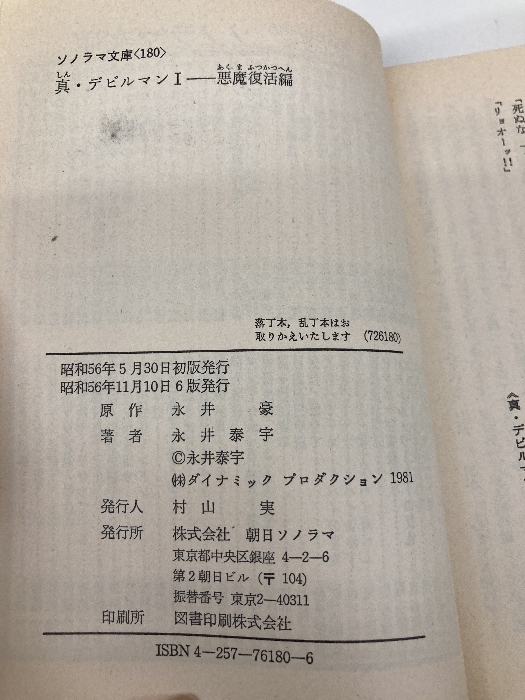 ソノラマ文庫〈180〉
しん あくま ふつかつへん
真・デビルマンⅠ――悪魔復活編
落丁本，乱丁本はお
取りかえいたします (726180)
昭和56年5月30日初版発行
昭和56年11月10日6版発行
原作 永井 豪
著者 永井泰宇
©永井泰宇
㈱ダイナミック プロダクション 1981
発行人 村山 実
発行所 株式会社 朝日ソノラマ
東京都中央区銀座 4―2―6
第2朝日ビル (〒 104)
振替番号 東京2―40311
印刷所 図書印刷株式会社
ISBN 4―257―76180―6
「死ぬな
「リョオーッ!!」
《真・デビルマ